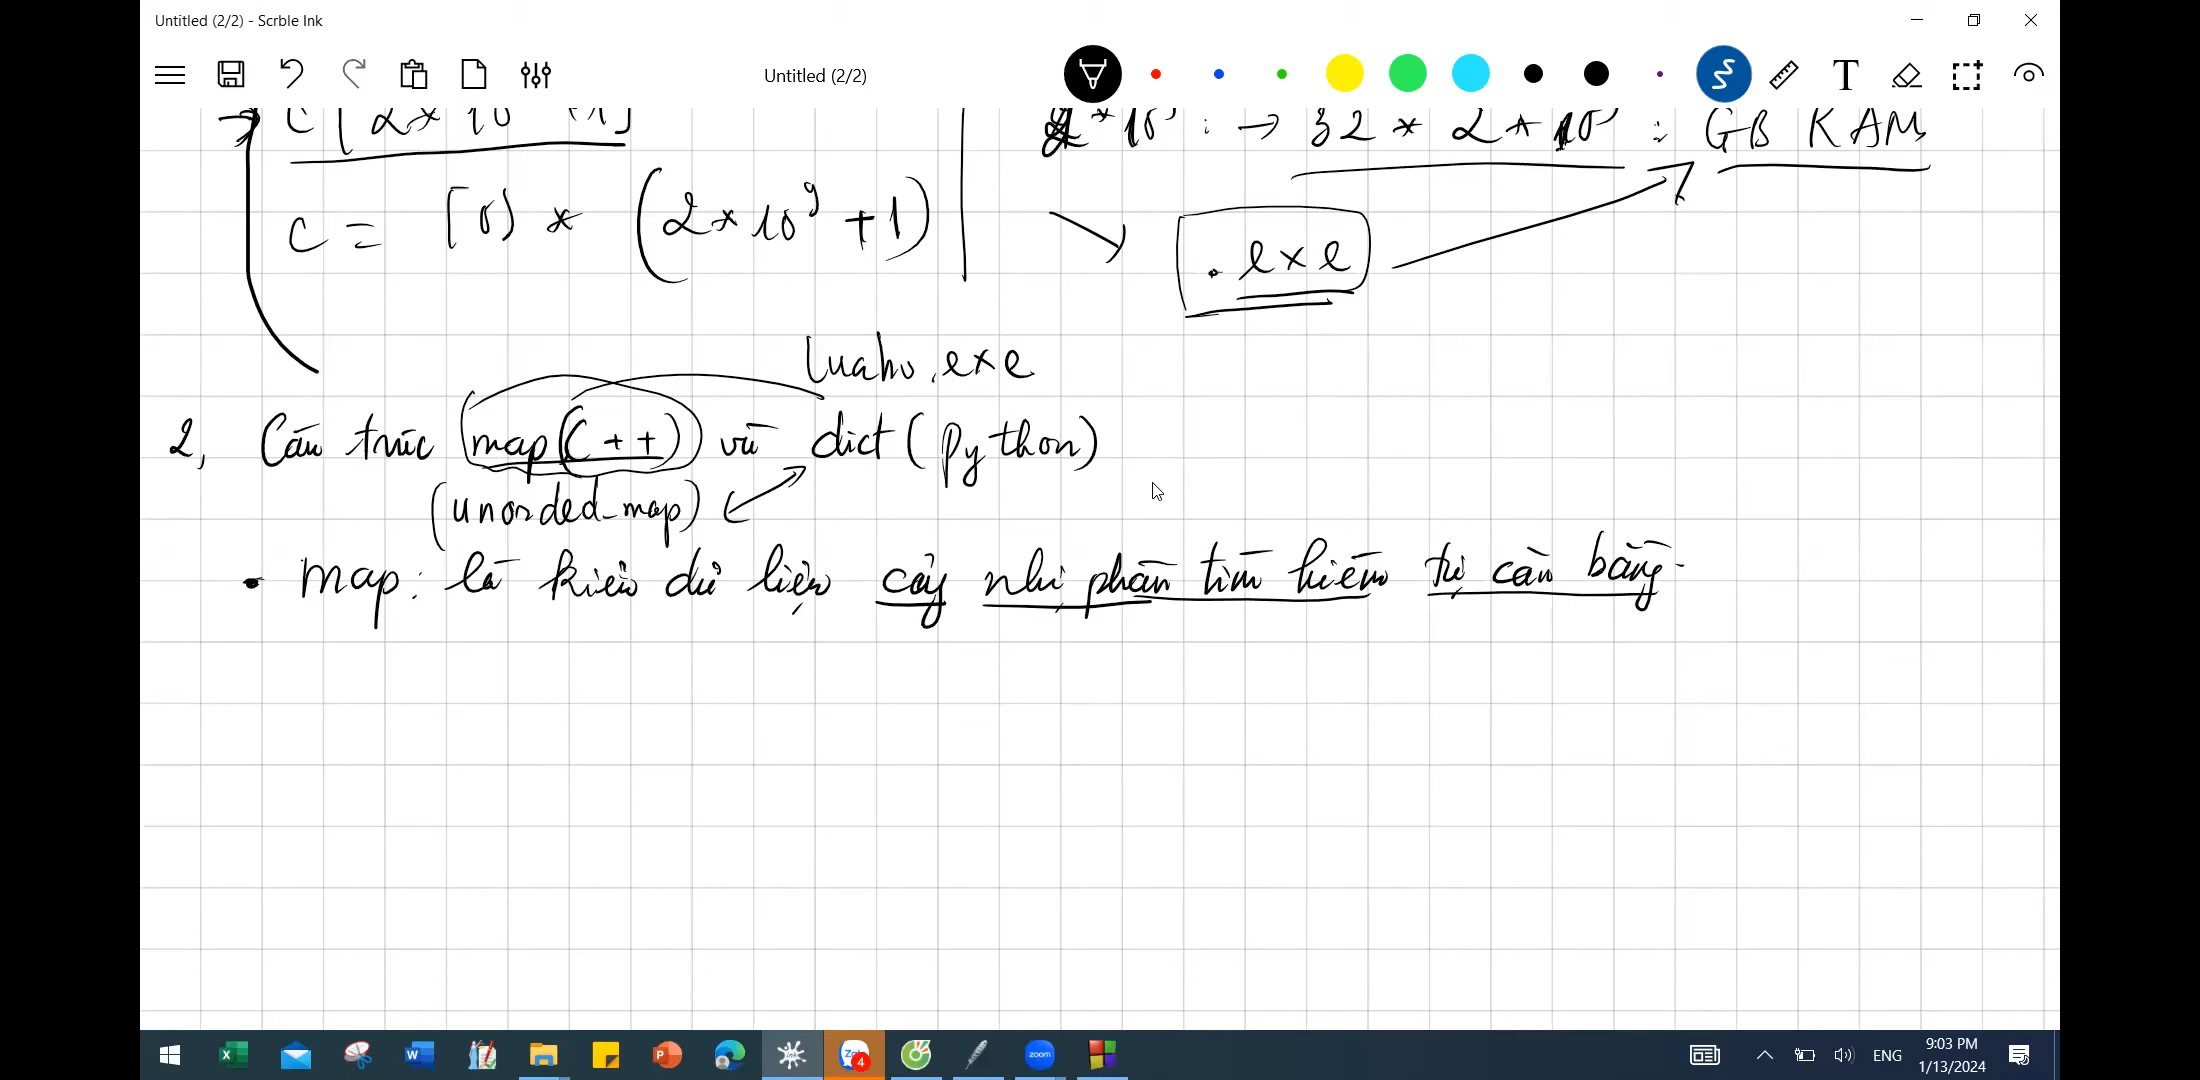 Untitled (2/2) - Scrble Ink
Untitled (2/2)
T
GB RAM
c = [0] * (2*10^9 +1)
.exe
.exe
2, Cấu trúc map (C++) và dict (Python)
(unorded_map)
• map: là kiểu dữ liệu cây nhị phân tìm kiếm tự cân bằng.
zoom
4
ENG
9:03 PM
1/13/2024